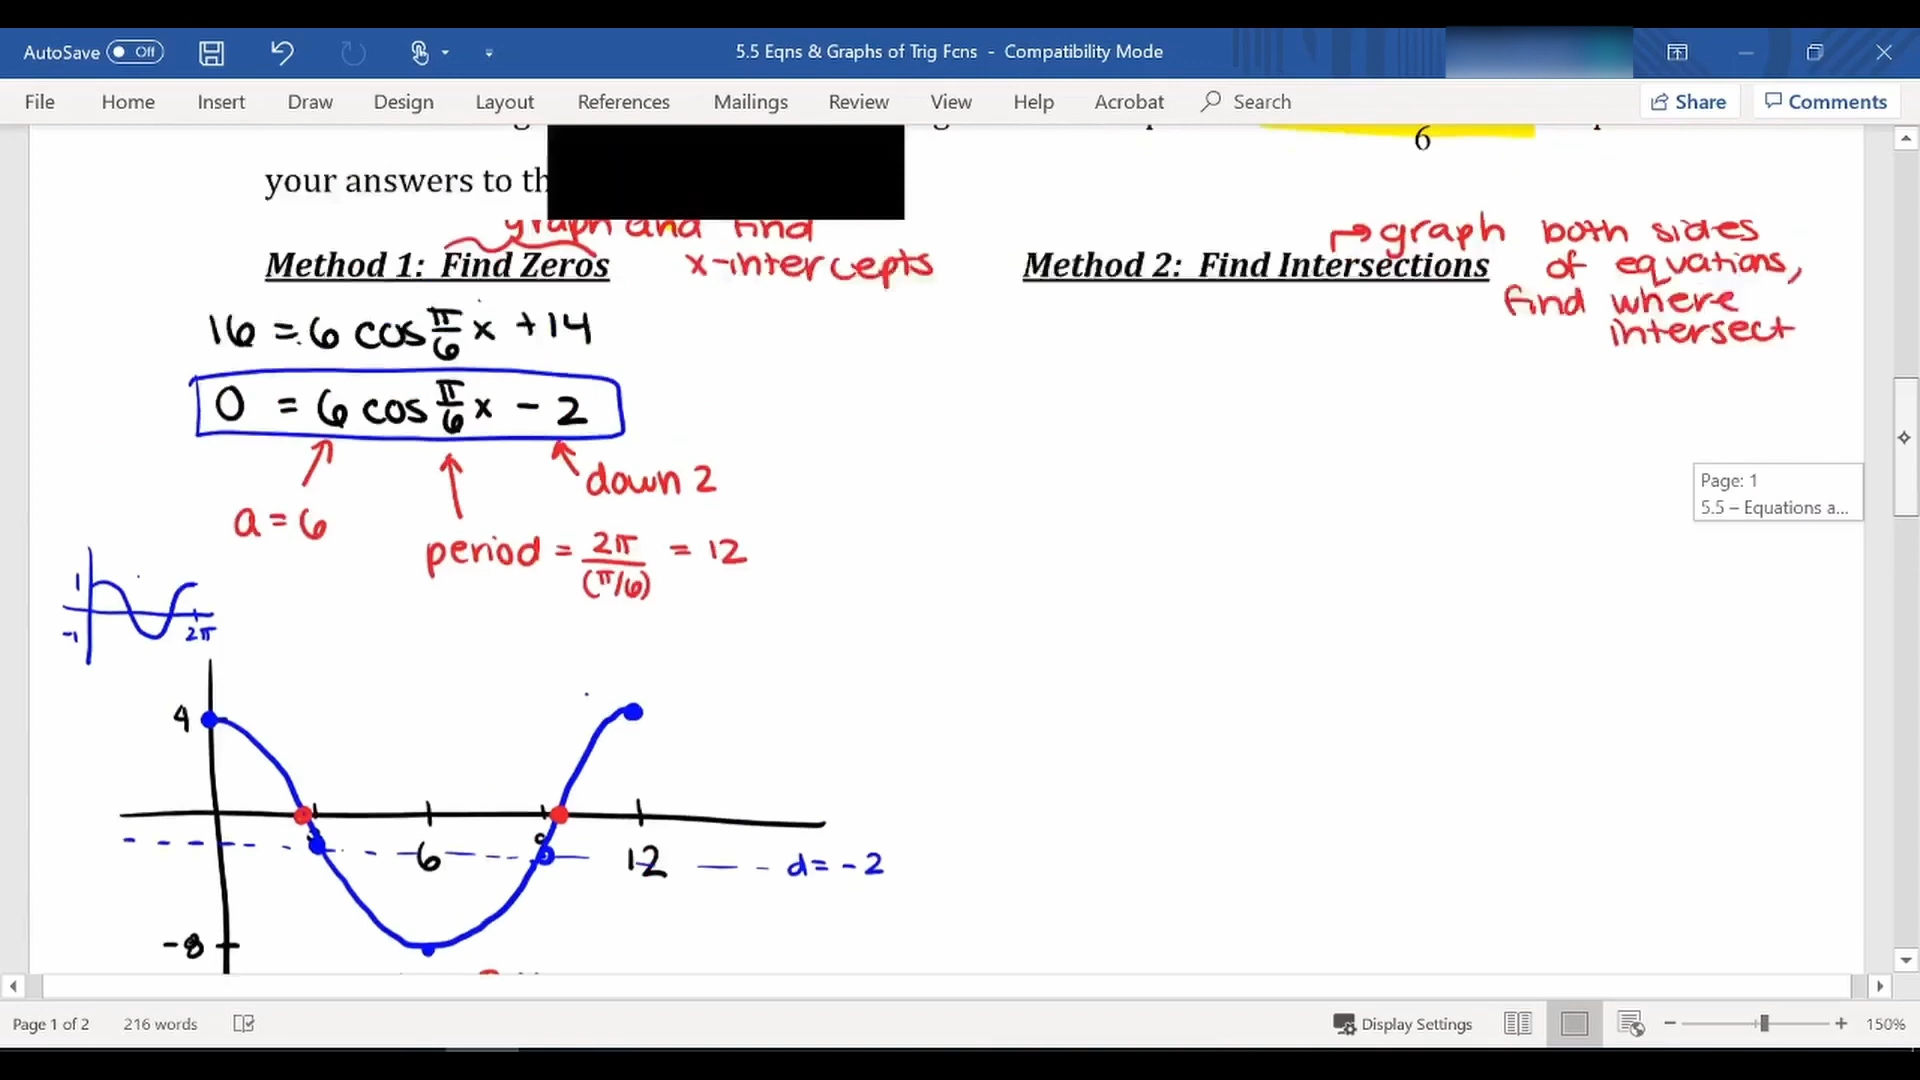 AutoSave Off 5.5 Eqns & Graphs of Trig Fcns - Compatibility Mode
File Home Insert Draw Design Layout References Mailings Review View Help Acrobat Search Share Comments
6
your answers to th
graph and find
x-intercepts
Method 1: Find Zeros
→ graph both sides
of equations,
find where
intersect
Method 2: Find Intersections
16 = 6 cos π/6 x + 14
0 = 6 cos π/6 x - 2
down 2
a = 6
period = 2π/(π/6) = 12
Page: 1
5.5 – Equations a...
1
-1
2π
4
6
9
12
d = -2
-8
Page 1 of 2 216 words Display Settings 150%